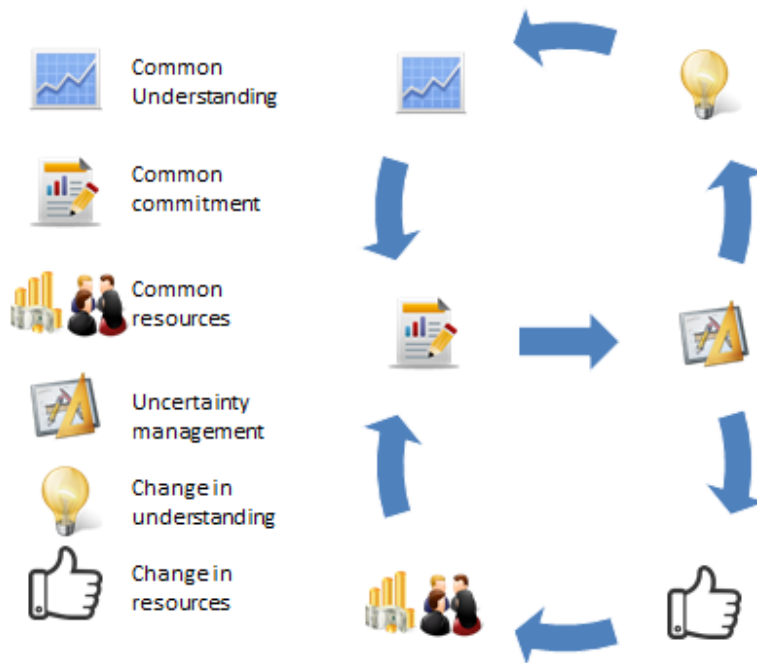 Common
Understanding
Common
commitment
Common
resources
Uncertainty
management
Change in
understanding
Change in
resources